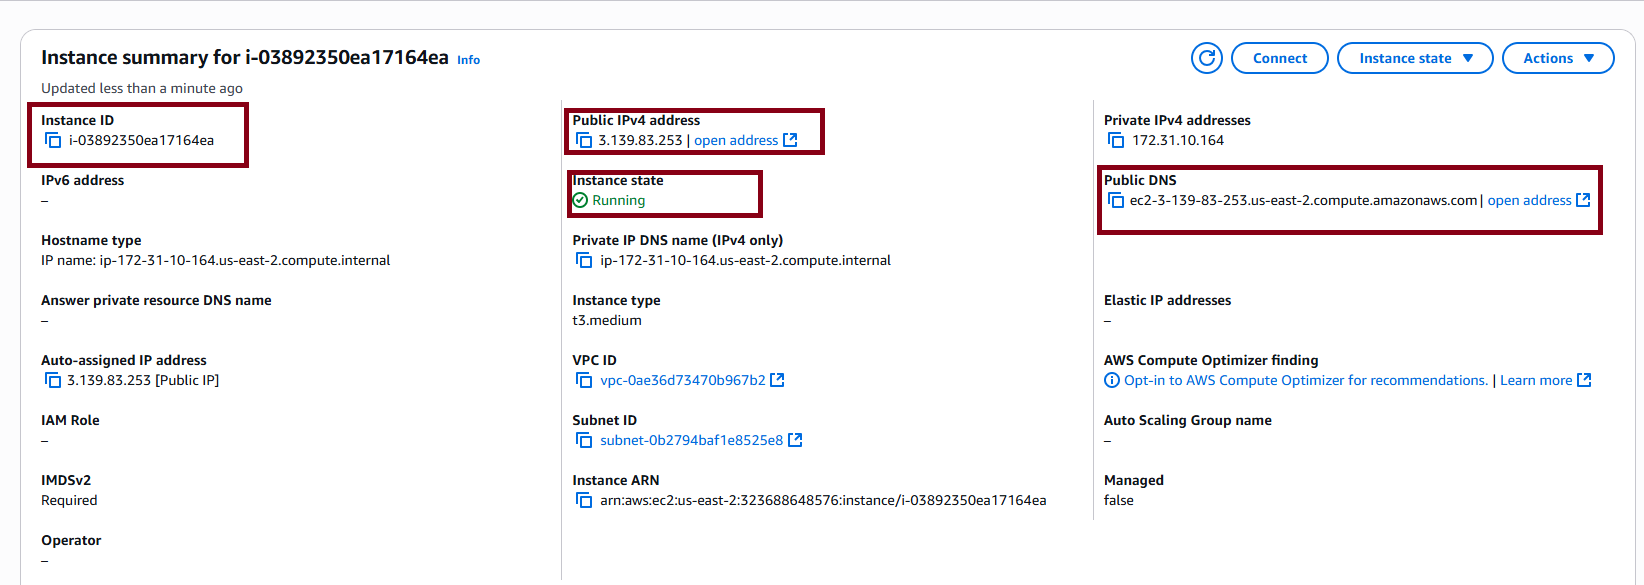 Instance summary for i-03892350ea17164ea Info
Connect
Instance state
Actions
Updated less than a minute ago
Instance ID
i-03892350ea17164ea
Public IPv4 address
3.139.83.253 | open address
Private IPv4 addresses
172.31.10.164
IPv6 address
–
Instance state
Running
Public DNS
ec2-3-139-83-253.us-east-2.compute.amazonaws.com | open address
Hostname type
IP name: ip-172-31-10-164.us-east-2.compute.internal
Private IP DNS name (IPv4 only)
ip-172-31-10-164.us-east-2.compute.internal
Answer private resource DNS name
–
Instance type
t3.medium
Elastic IP addresses
–
Auto-assigned IP address
3.139.83.253 [Public IP]
VPC ID
vpc-0ae36d73470b967b2
AWS Compute Optimizer finding
Opt-in to AWS Compute Optimizer for recommendations. | Learn more
IAM Role
–
Subnet ID
subnet-0b2794baf1e8525e8
Auto Scaling Group name
–
IMDSv2
Required
Instance ARN
arn:aws:ec2:us-east-2:323688648576:instance/i-03892350ea17164ea
Managed
false
Operator
–